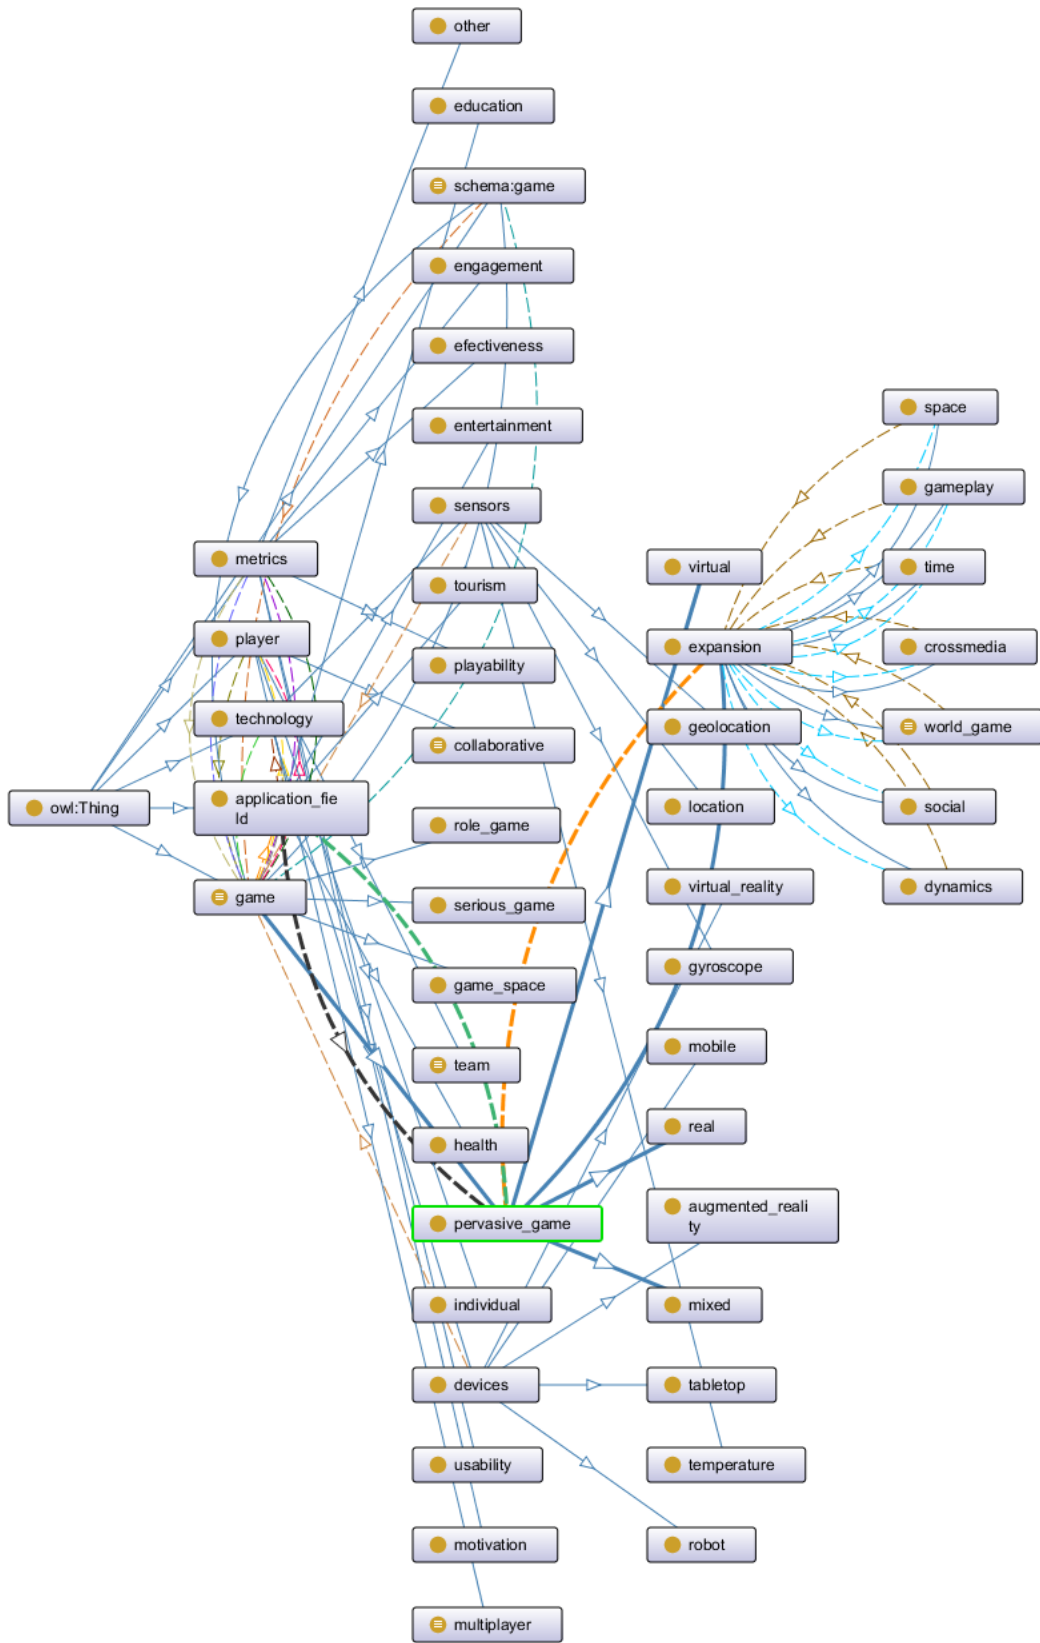 owl:Thing
metrics
player
technology
application_fie
ld
game
other
education
schema:game
engagement
efectiveness
entertainment
sensors
tourism
playability
collaborative
role_game
serious_game
game_space
team
health
pervasive_game
individual
devices
usability
motivation
multiplayer
virtual
expansion
geolocation
location
virtual_reality
gyroscope
mobile
real
augmented_reali
ty
mixed
tabletop
temperature
robot
space
gameplay
time
crossmedia
world_game
social
dynamics